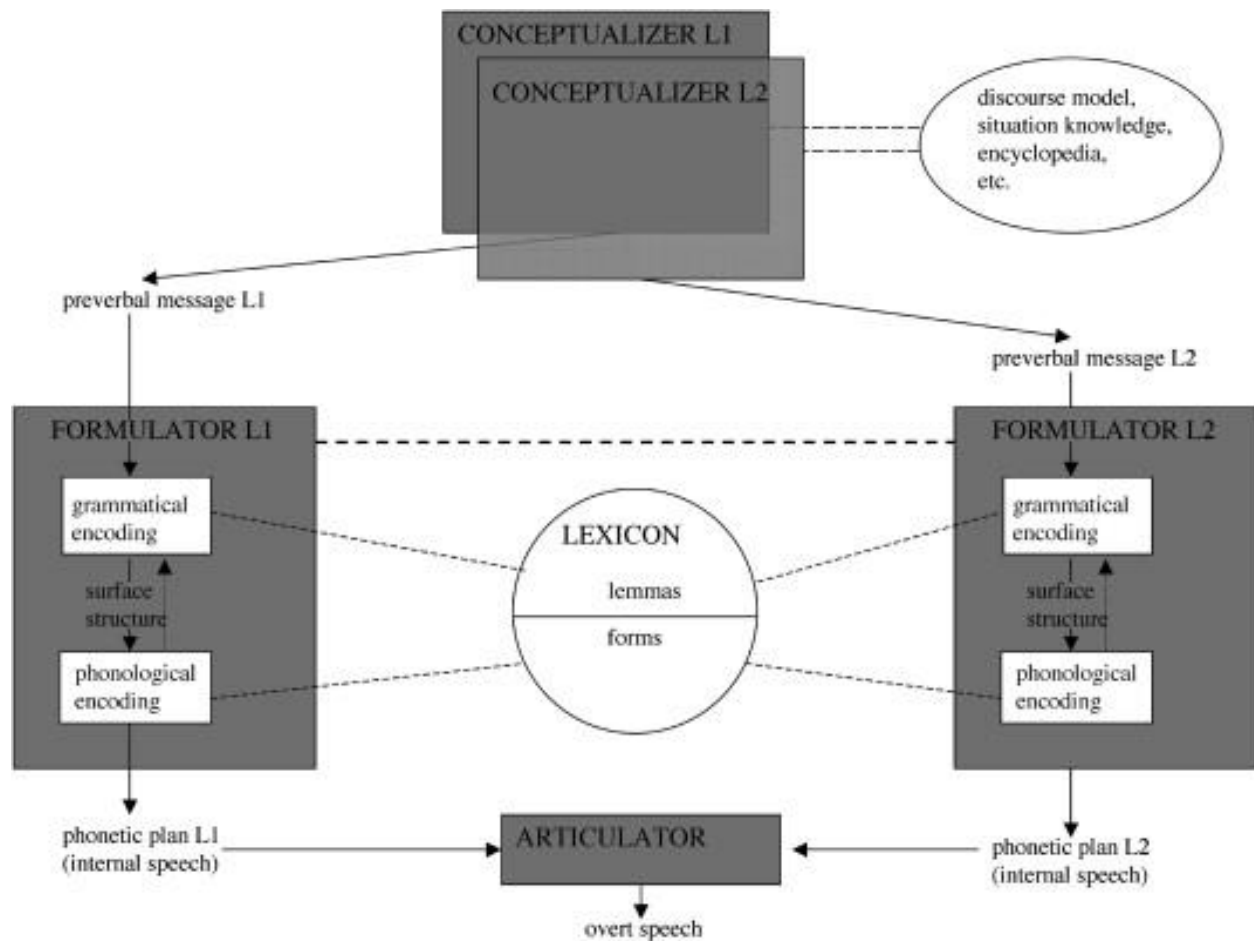 CONCEPTUALIZER L1
CONCEPTUALIZER L2
discourse model,
situation knowledge,
encyclopedia,
etc.
preverbal message L1
preverbal message L2
FORMULATOR L1
grammatical
encoding
surface
structure
phonological
encoding
LEXICON
lemmas
forms
FORMULATOR L2
grammatical
encoding
surface
structure
phonological
encoding
phonetic plan L1
(internal speech)
ARTICULATOR
phonetic plan L2
(internal speech)
overt speech